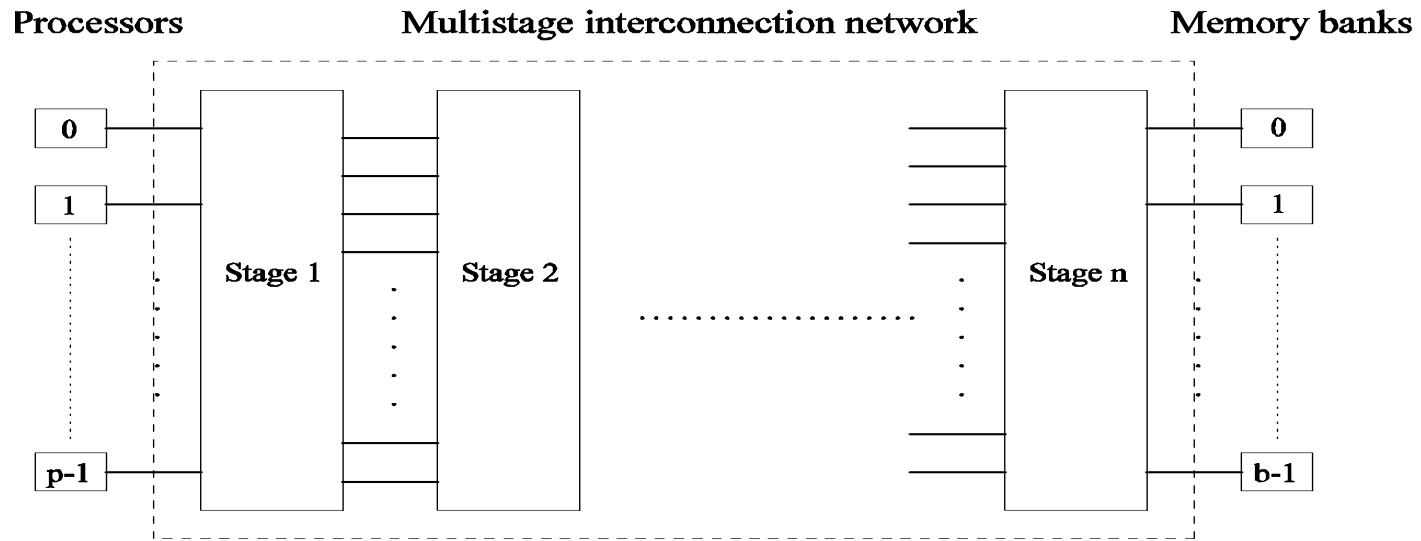 Processors Multistage interconnection network Memory banks
0 0
1 1
Stage 1 Stage 2 Stage n
p-1 b-1